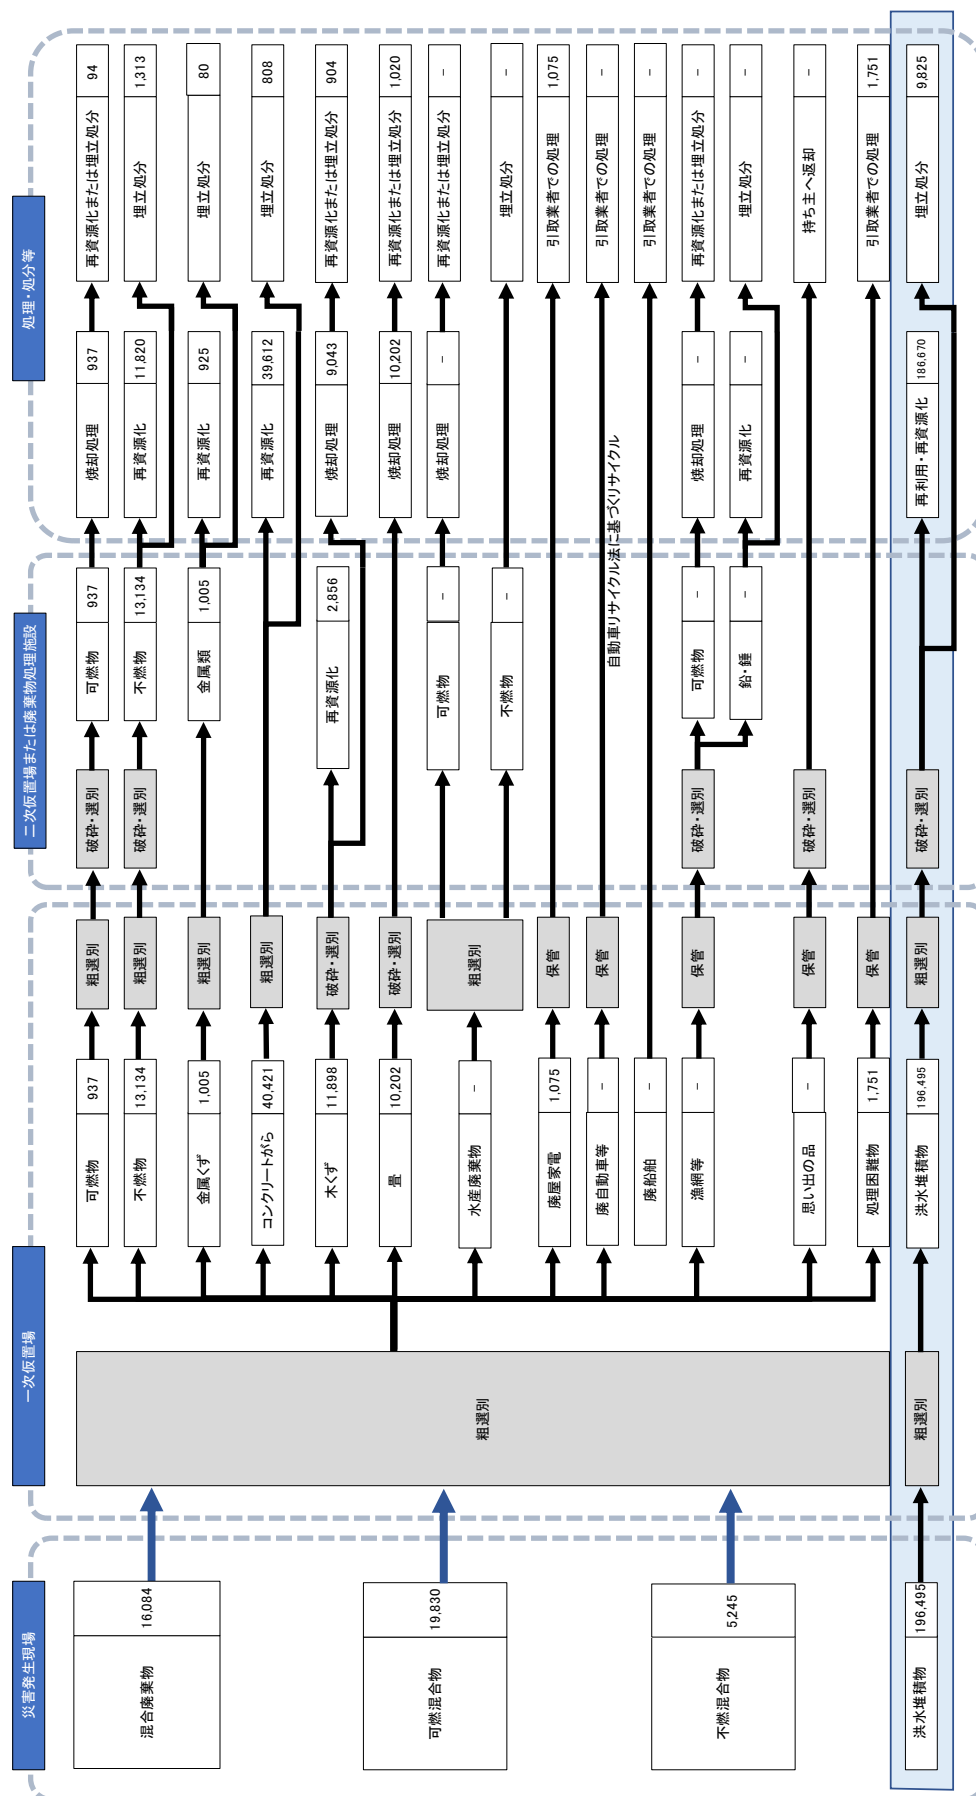 災害発生現場
一次仮置場
二次仮置場または廃棄物処理施設
処理・処分等
混合廃棄物 16,084
可燃混合物 19,830
不燃混合物 5,245
粗選別
可燃物 937 粗選別 破砕・選別 可燃物 937 焼却処理 937 再資源化または埋立処分 94
不燃物 13,134 粗選別 破砕・選別 不燃物 13,134 再資源化 11,820 埋立処分 1,313
金属くず 1,005 粗選別 金属類 1,005 再資源化 925 埋立処分 80
コンクリートがら 40,421 粗選別 再資源化 39,612 埋立処分 808
木くず 11,898 破砕・選別 再資源化 2,856 焼却処理 9,043 再資源化または埋立処分 904
畳 10,202 破砕・選別 焼却処理 10,202 再資源化または埋立処分 1,020
水産廃棄物 - 粗選別 可燃物 - 焼却処理 - 再資源化または埋立処分 -
不燃物 - 埋立処分 -
廃屋家電 1,075 保管 引取業者での処理 1,075
廃自動車等 - 保管 引取業者での処理 -
自動車リサイクル法に基づくリサイクル
廃船舶 - 引取業者での処理 -
漁網等 - 保管 破砕・選別 可燃物 - 焼却処理 - 再資源化または埋立処分 -
鉛・錘 - 再資源化 - 埋立処分 -
思い出の品 - 保管 破砕・選別 持ち主へ返却 -
処理困難物 1,751 保管 引取業者での処理 1,751
洪水堆積物 196,495 粗選別 洪水堆積物 196,495 粗選別 破砕・選別 再利用・再資源化 186,670 埋立処分 9,825